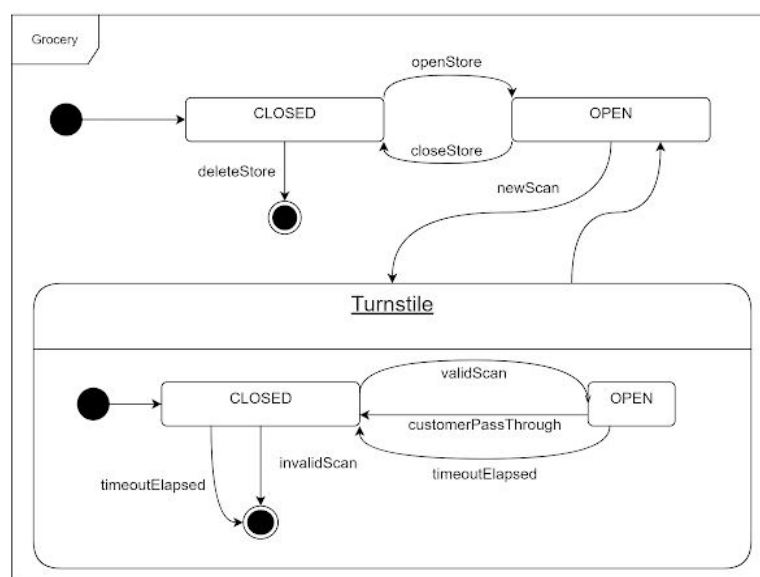 Grocery
openStore
CLOSED
OPEN
closeStore
deleteStore
newScan
Turnstile
validScan
CLOSED
OPEN
customerPassThrough
invalidScan
timeoutElapsed
timeoutElapsed